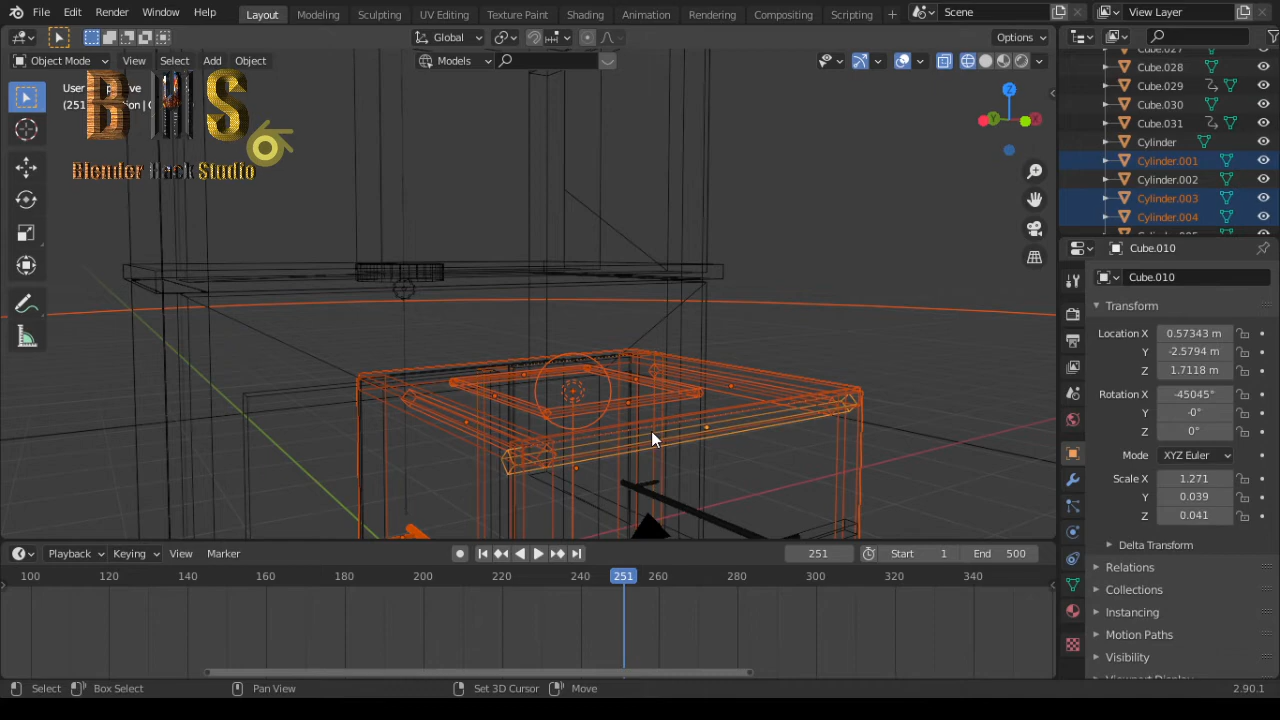 File Edit Render Window Help Layout Modeling Sculpting UV Editing Texture Paint Shading Animation Rendering Compositing Scripting + Scene View Layer
Global Options
Object Mode View Select Add Object Models
BHS
Blender Hack Studio
User
(251
Z
Y
Cube.028
Cube.029
Cube.030
Cube.031
Cylinder
Cylinder.001
Cylinder.002
Cylinder.003
Cylinder.004
Cube.010
Cube.010
Transform
Location X 0.57343 m
Y -2.5794 m
Z 1.7118 m
Rotation X -45045°
Y -0°
Z 0°
Mode XYZ Euler
Scale X 1.271
Y 0.039
Z 0.041
Delta Transform
Relations
Collections
Instancing
Motion Paths
Visibility
Playback Keying View Marker 251 Start 1 End 500
100 120 140 160 180 200 220 240 251 260 280 300 320 340
Select Box Select Pan View Set 3D Cursor Move 2.90.1